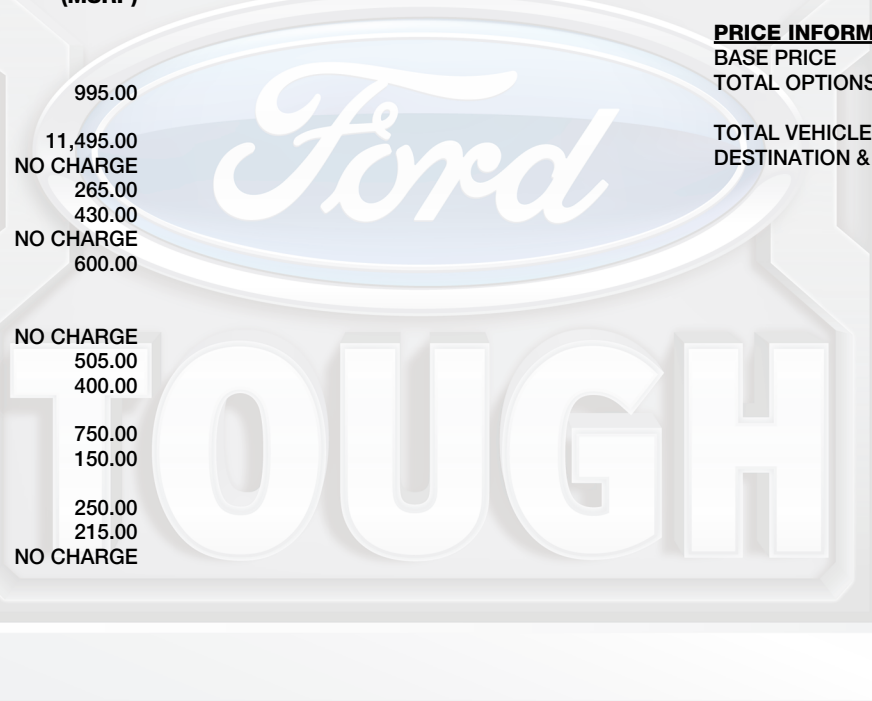 (MSRP)
995.00
11,495.00
NO CHARGE
265.00
430.00
NO CHARGE
600.00
NO CHARGE
505.00
400.00
750.00
150.00
250.00
215.00
NO CHARGE
PRICE INFORM
BASE PRICE
TOTAL OPTIONS
TOTAL VEHICLE
DESTINATION &
Ford
TOUGH